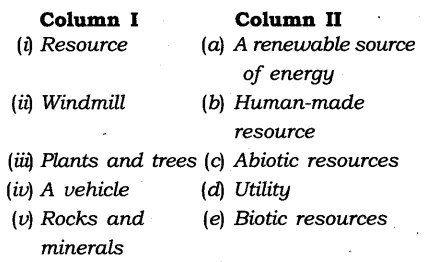 Column I Column II
(i) Resource (a) A renewable source
of energy
(ii) Windmill (b) Human-made
resource
(iii) Plants and trees (c) Abiotic resources
(iv) A vehicle (d) Utility
(v) Rocks and (e) Biotic resources
minerals